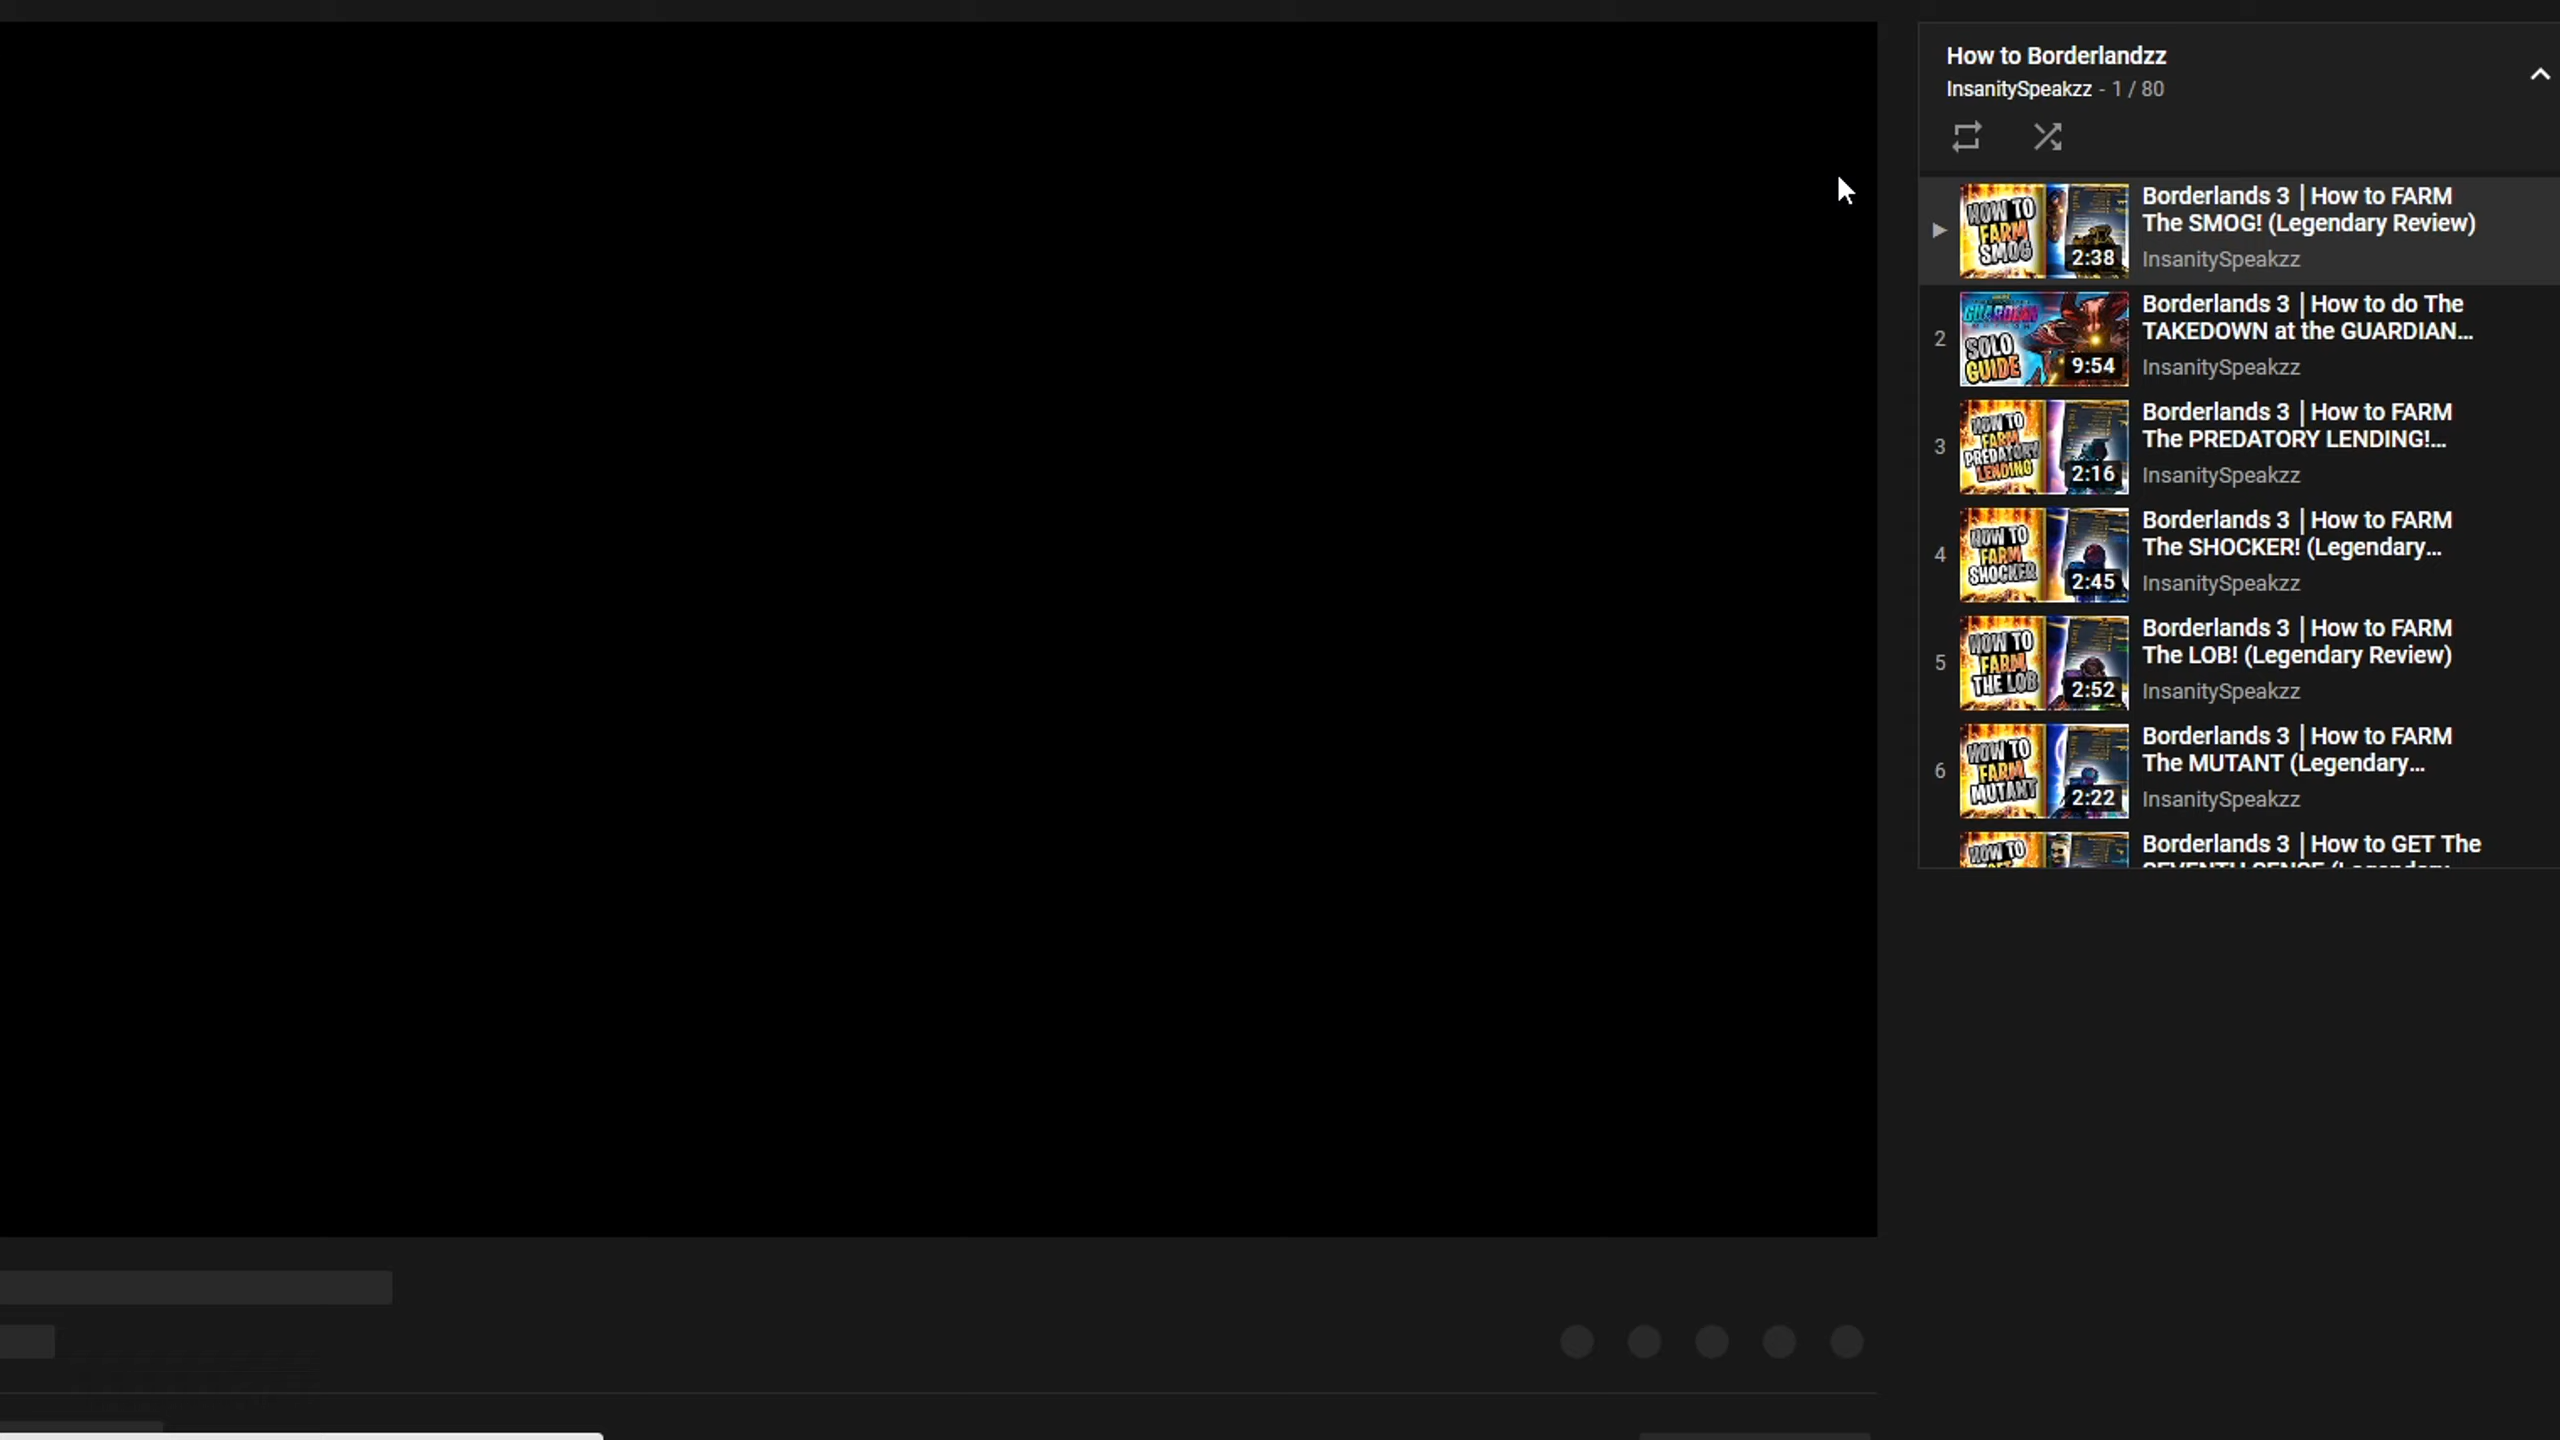 How to Borderlandzz
InsanitySpeakzz - 1 / 80
HOW TO
FARM
SMOG
2:38
Borderlands 3 | How to FARM
The SMOG! (Legendary Review)
InsanitySpeakzz
2
GUARDIAN
SOLO
GUIDE
9:54
Borderlands 3 | How to do The
TAKEDOWN at the GUARDIAN...
InsanitySpeakzz
3
HOW TO
FARM
PREDATORY
LENDING
2:16
Borderlands 3 | How to FARM
The PREDATORY LENDING!...
InsanitySpeakzz
4
HOW TO
FARM
SHOCKER
2:45
Borderlands 3 | How to FARM
The SHOCKER! (Legendary...
InsanitySpeakzz
5
HOW TO
FARM
THE LOB
2:52
Borderlands 3 | How to FARM
The LOB! (Legendary Review)
InsanitySpeakzz
6
HOW TO
FARM
MUTANT
2:22
Borderlands 3 | How to FARM
The MUTANT (Legendary...
InsanitySpeakzz
HOW TO
Borderlands 3 | How to GET The
SEVENTH SENSE (Legendary